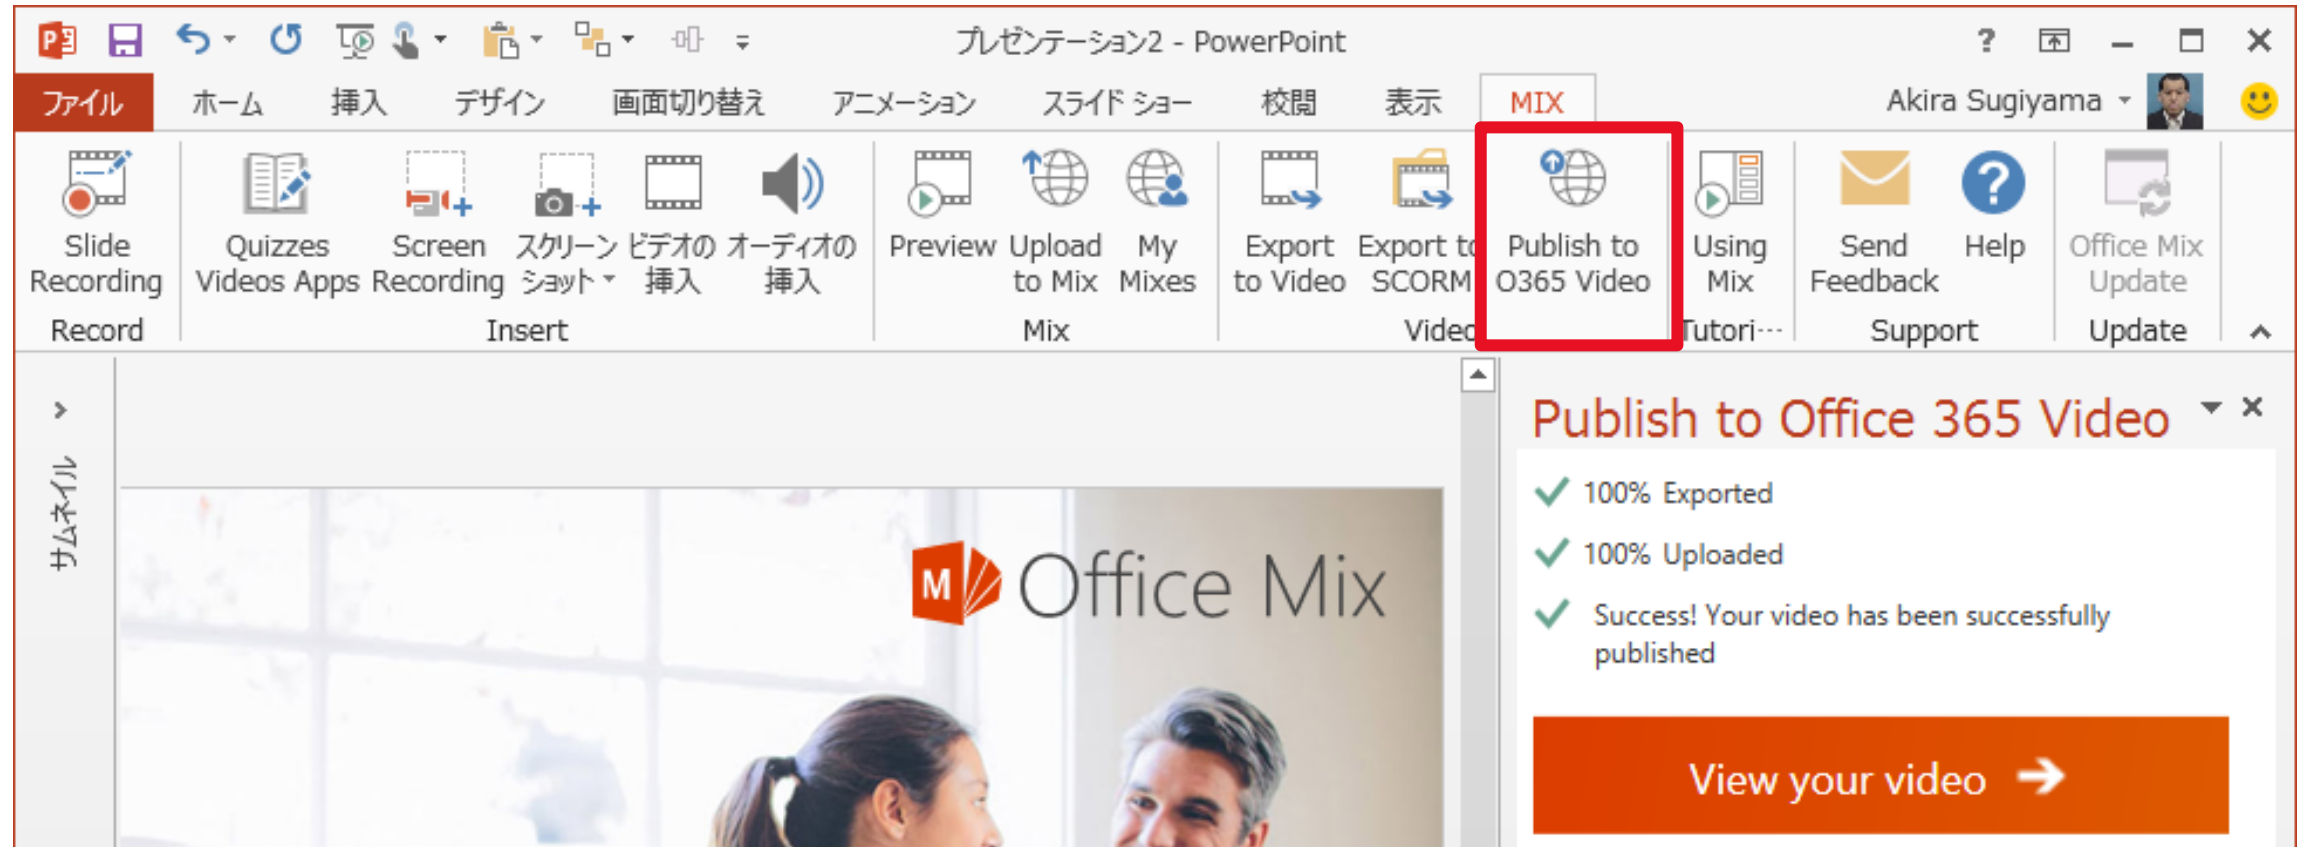 プレゼンテーション2 - PowerPoint
?
ファイル ホーム 挿入 デザイン 画面切り替え アニメーション スライド ショー 校閲 表示 MIX Akira Sugiyama
Slide Recording
Quizzes Videos Apps
Screen Recording
スクリーン ショット
ビデオの 挿入
オーディオの 挿入
Preview
Upload to Mix
My Mixes
Export to Video
Export to SCORM
Publish to O365 Video
Using Mix
Send Feedback
Help
Office Mix Update
Record Insert Mix Video Tutori… Support Update
サムネイル
M Office Mix
Publish to Office 365 Video
100% Exported
100% Uploaded
Success! Your video has been successfully
published
View your video